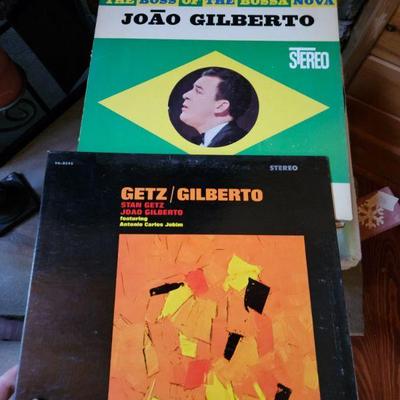 THE BOSS OF THE BOSSA NOVA
JOÃO GILBERTO
STEREO
STEREO
GETZ/GILBERTO
STAN GETZ
JOAO GILBERTO
featuring
Antonio Carlos Jobim